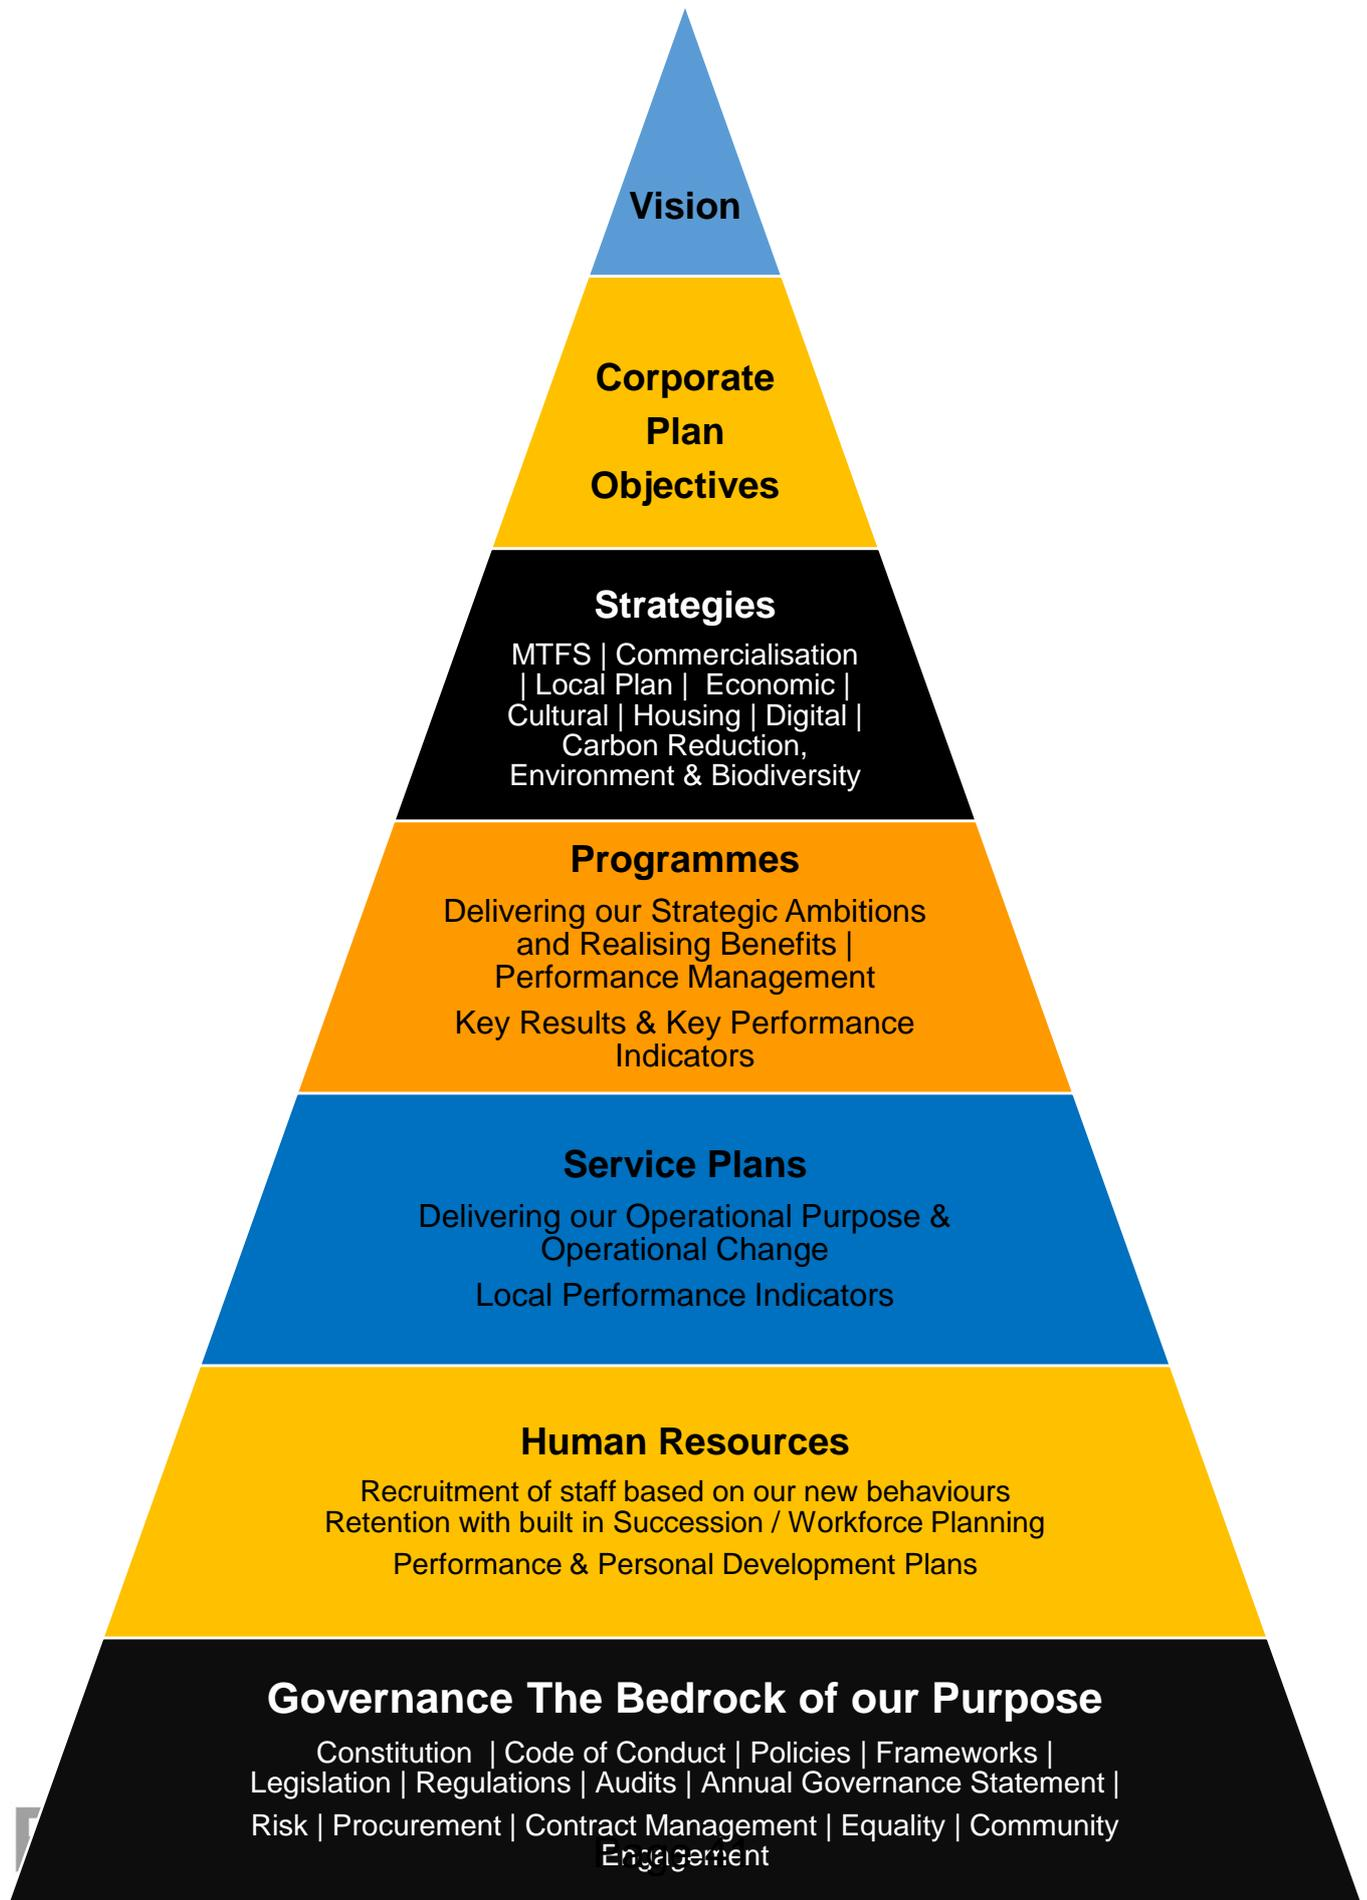 Vision
Corporate
Plan
Objectives
Strategies
MTFS | Commercialisation
| Local Plan | Economic |
Cultural | Housing | Digital |
Carbon Reduction,
Environment & Biodiversity
Programmes
Delivering our Strategic Ambitions
and Realising Benefits |
Performance Management
Key Results & Key Performance
Indicators
Service Plans
Delivering our Operational Purpose &
Operational Change
Local Performance Indicators
Human Resources
Recruitment of staff based on our new behaviours
Retention with built in Succession / Workforce Planning
Performance & Personal Development Plans
Governance The Bedrock of our Purpose
Constitution | Code of Conduct | Policies | Frameworks |
Legislation | Regulations | Audits | Annual Governance Statement |
Risk | Procurement | Contract Management | Equality | Community
Engagement
Page 41